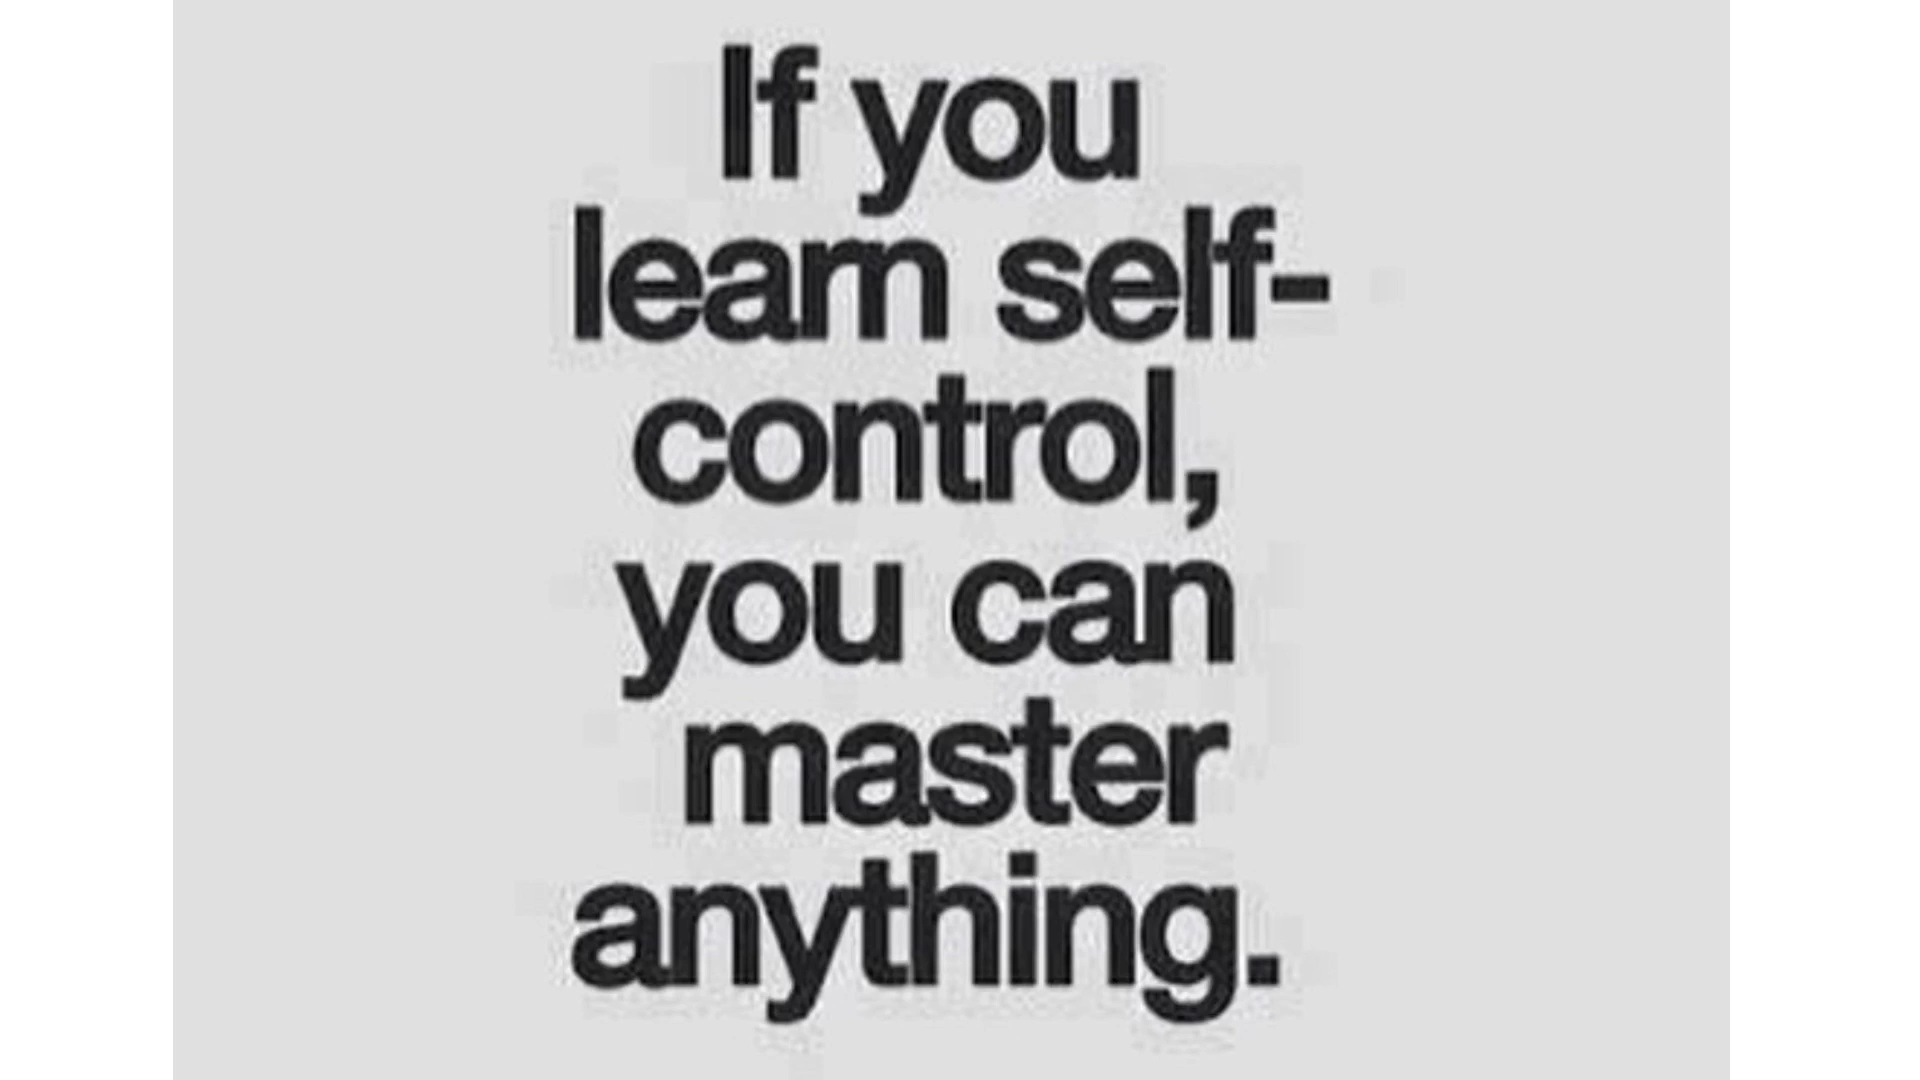 If you
learn self-
control,
you can
master
anything.